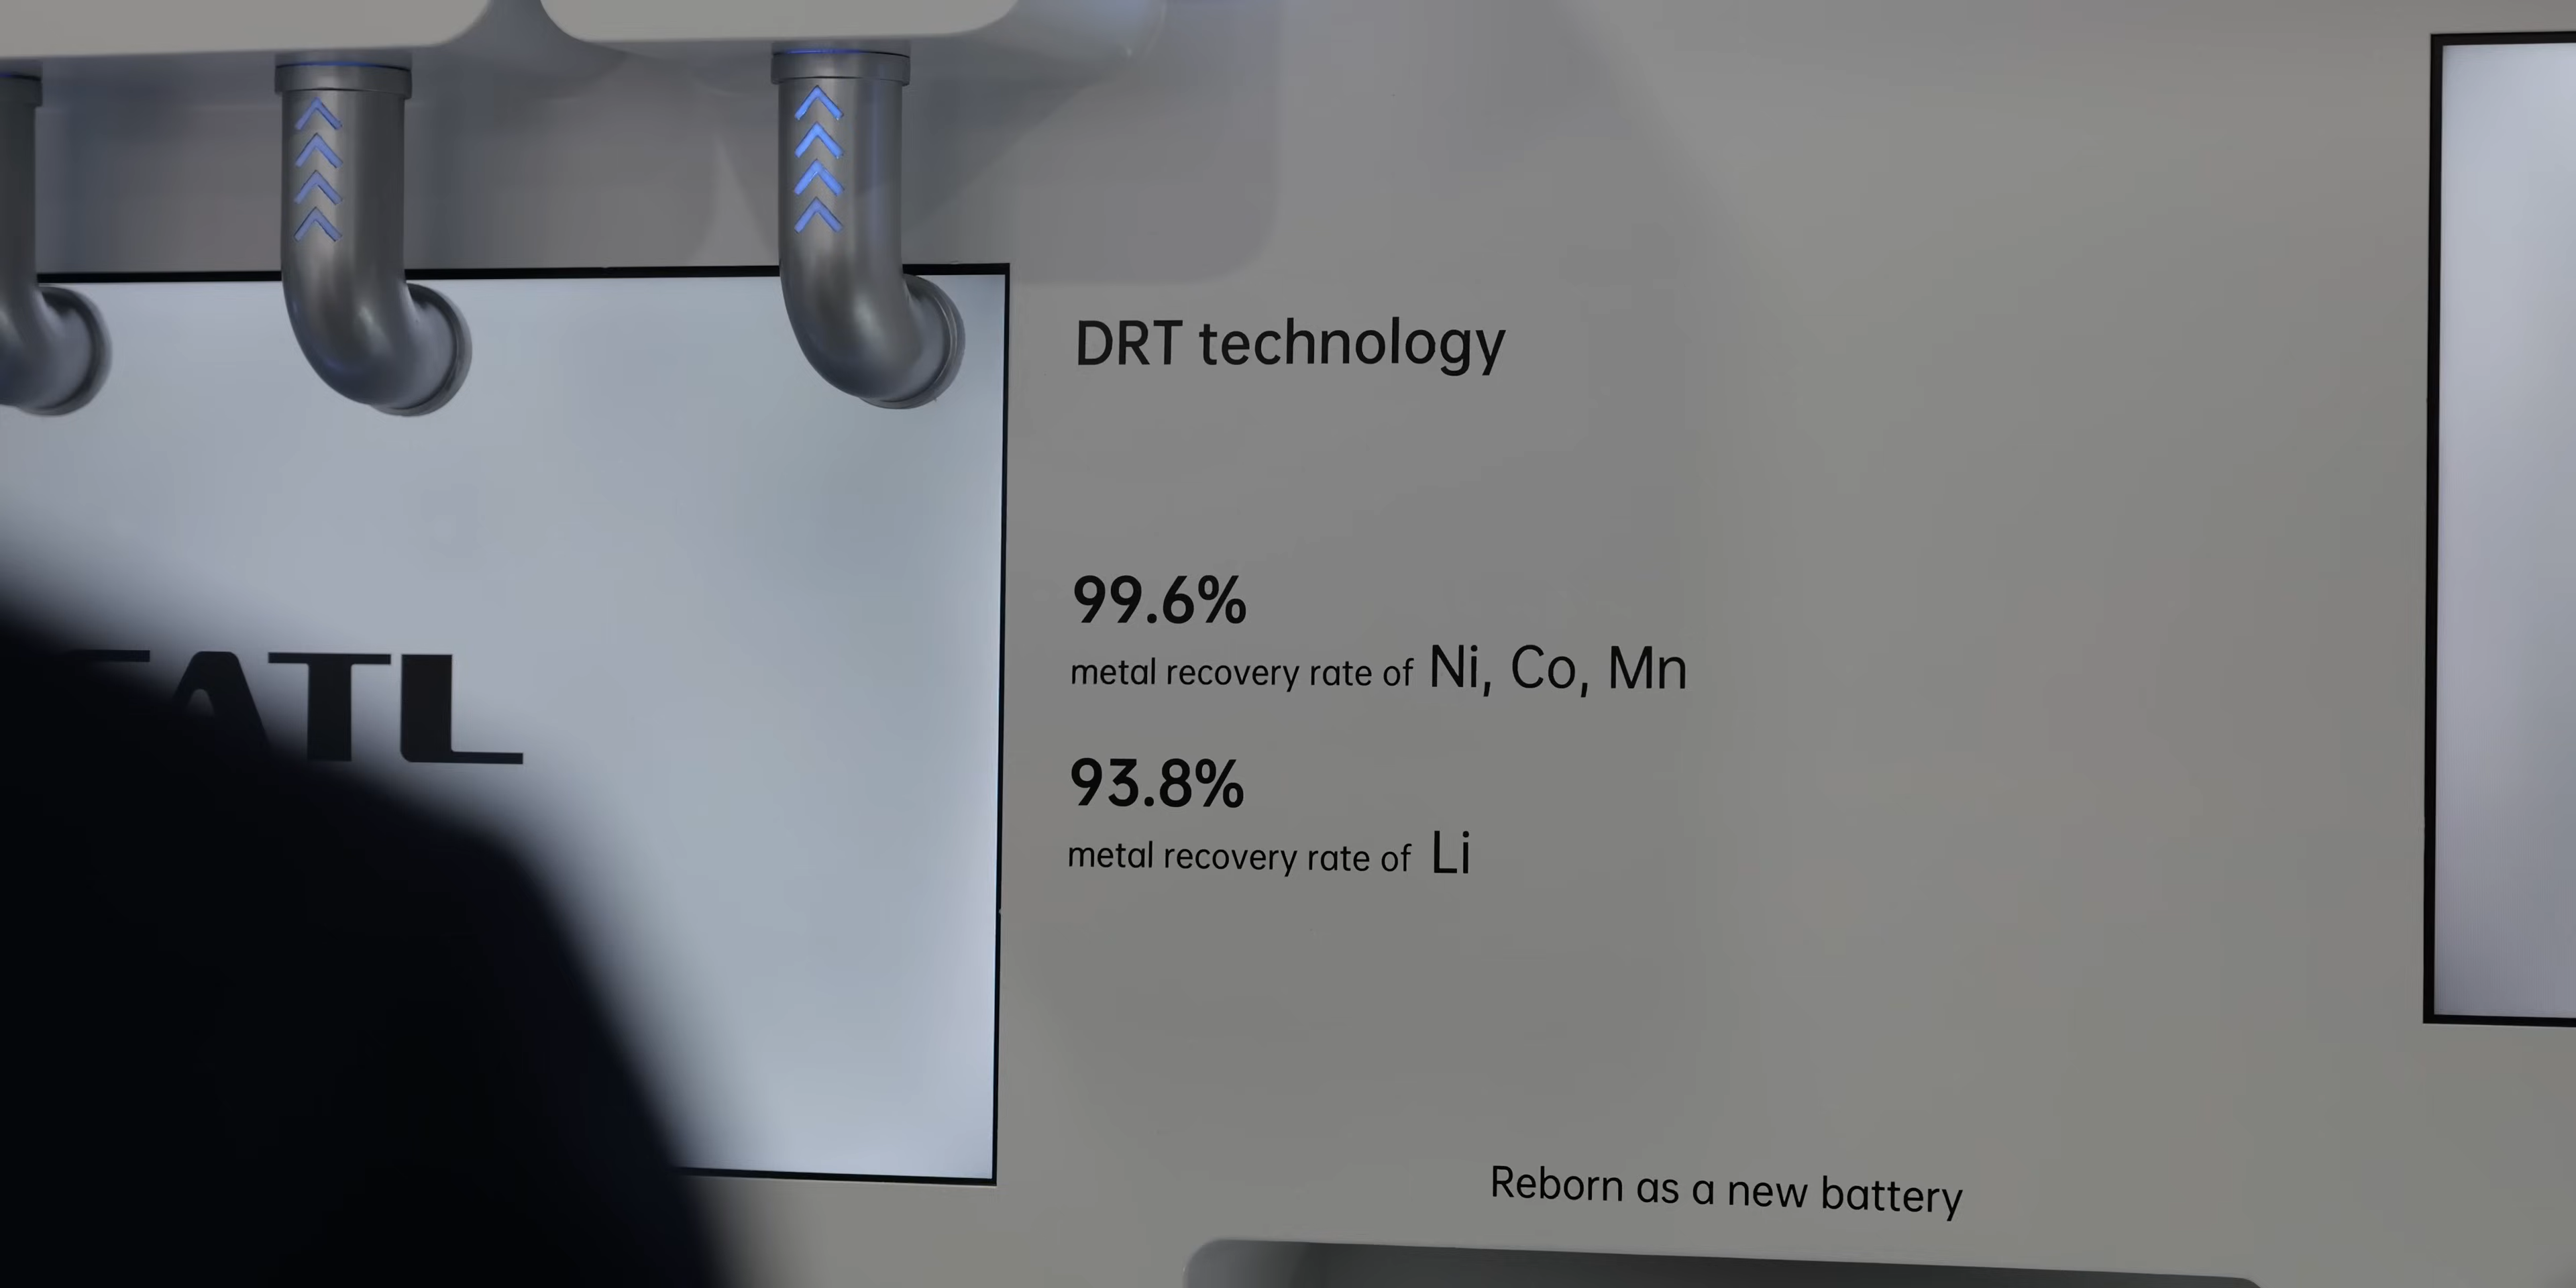 CATL
DRT technology
99.6%
metal recovery rate of Ni, Co, Mn
93.8%
metal recovery rate of Li
Reborn as a new battery